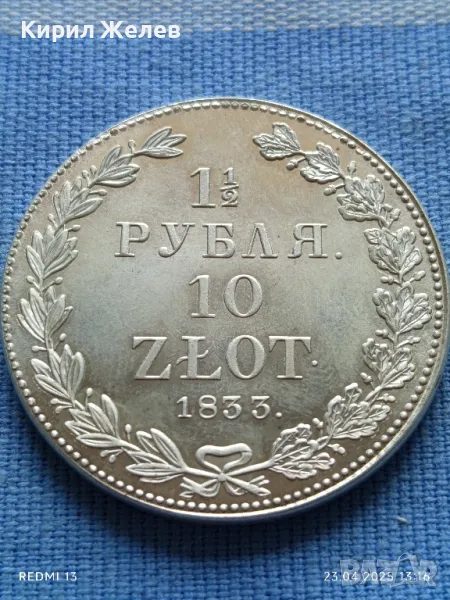 Кирил Желев
1½
РУБЛЯ.
10
ZŁOT.
1833.
REDMI 13
23.04.2025 13:16